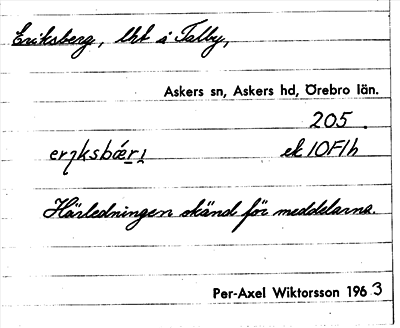 Eriksberg, lht å Talby,
Askers sn, Askers hd, Örebro län.
205.
ek 10F1h
Härledningen okänd för meddelarna.
Per-Axel Wiktorsson 1963